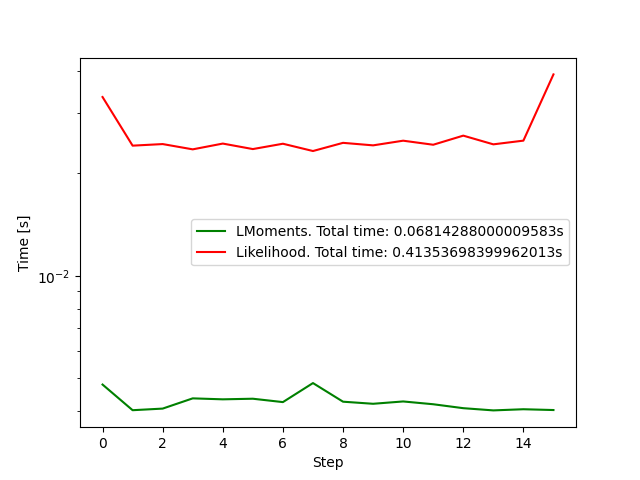 Time [s]
10⁻²
LMoments. Total time: 0.06814288000009583s
Likelihood. Total time: 0.41353698399962013s
0 2 4 6 8 10 12 14
Step